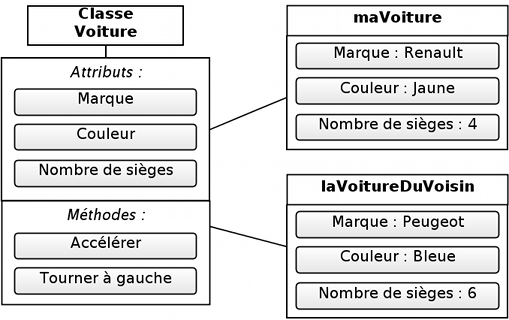 Classe
Voiture
Attributs :
Marque
Couleur
Nombre de sièges
Méthodes :
Accélérer
Tourner à gauche
maVoiture
Marque : Renault
Couleur : Jaune
Nombre de sièges : 4
laVoitureDuVoisin
Marque : Peugeot
Couleur : Bleue
Nombre de sièges : 6